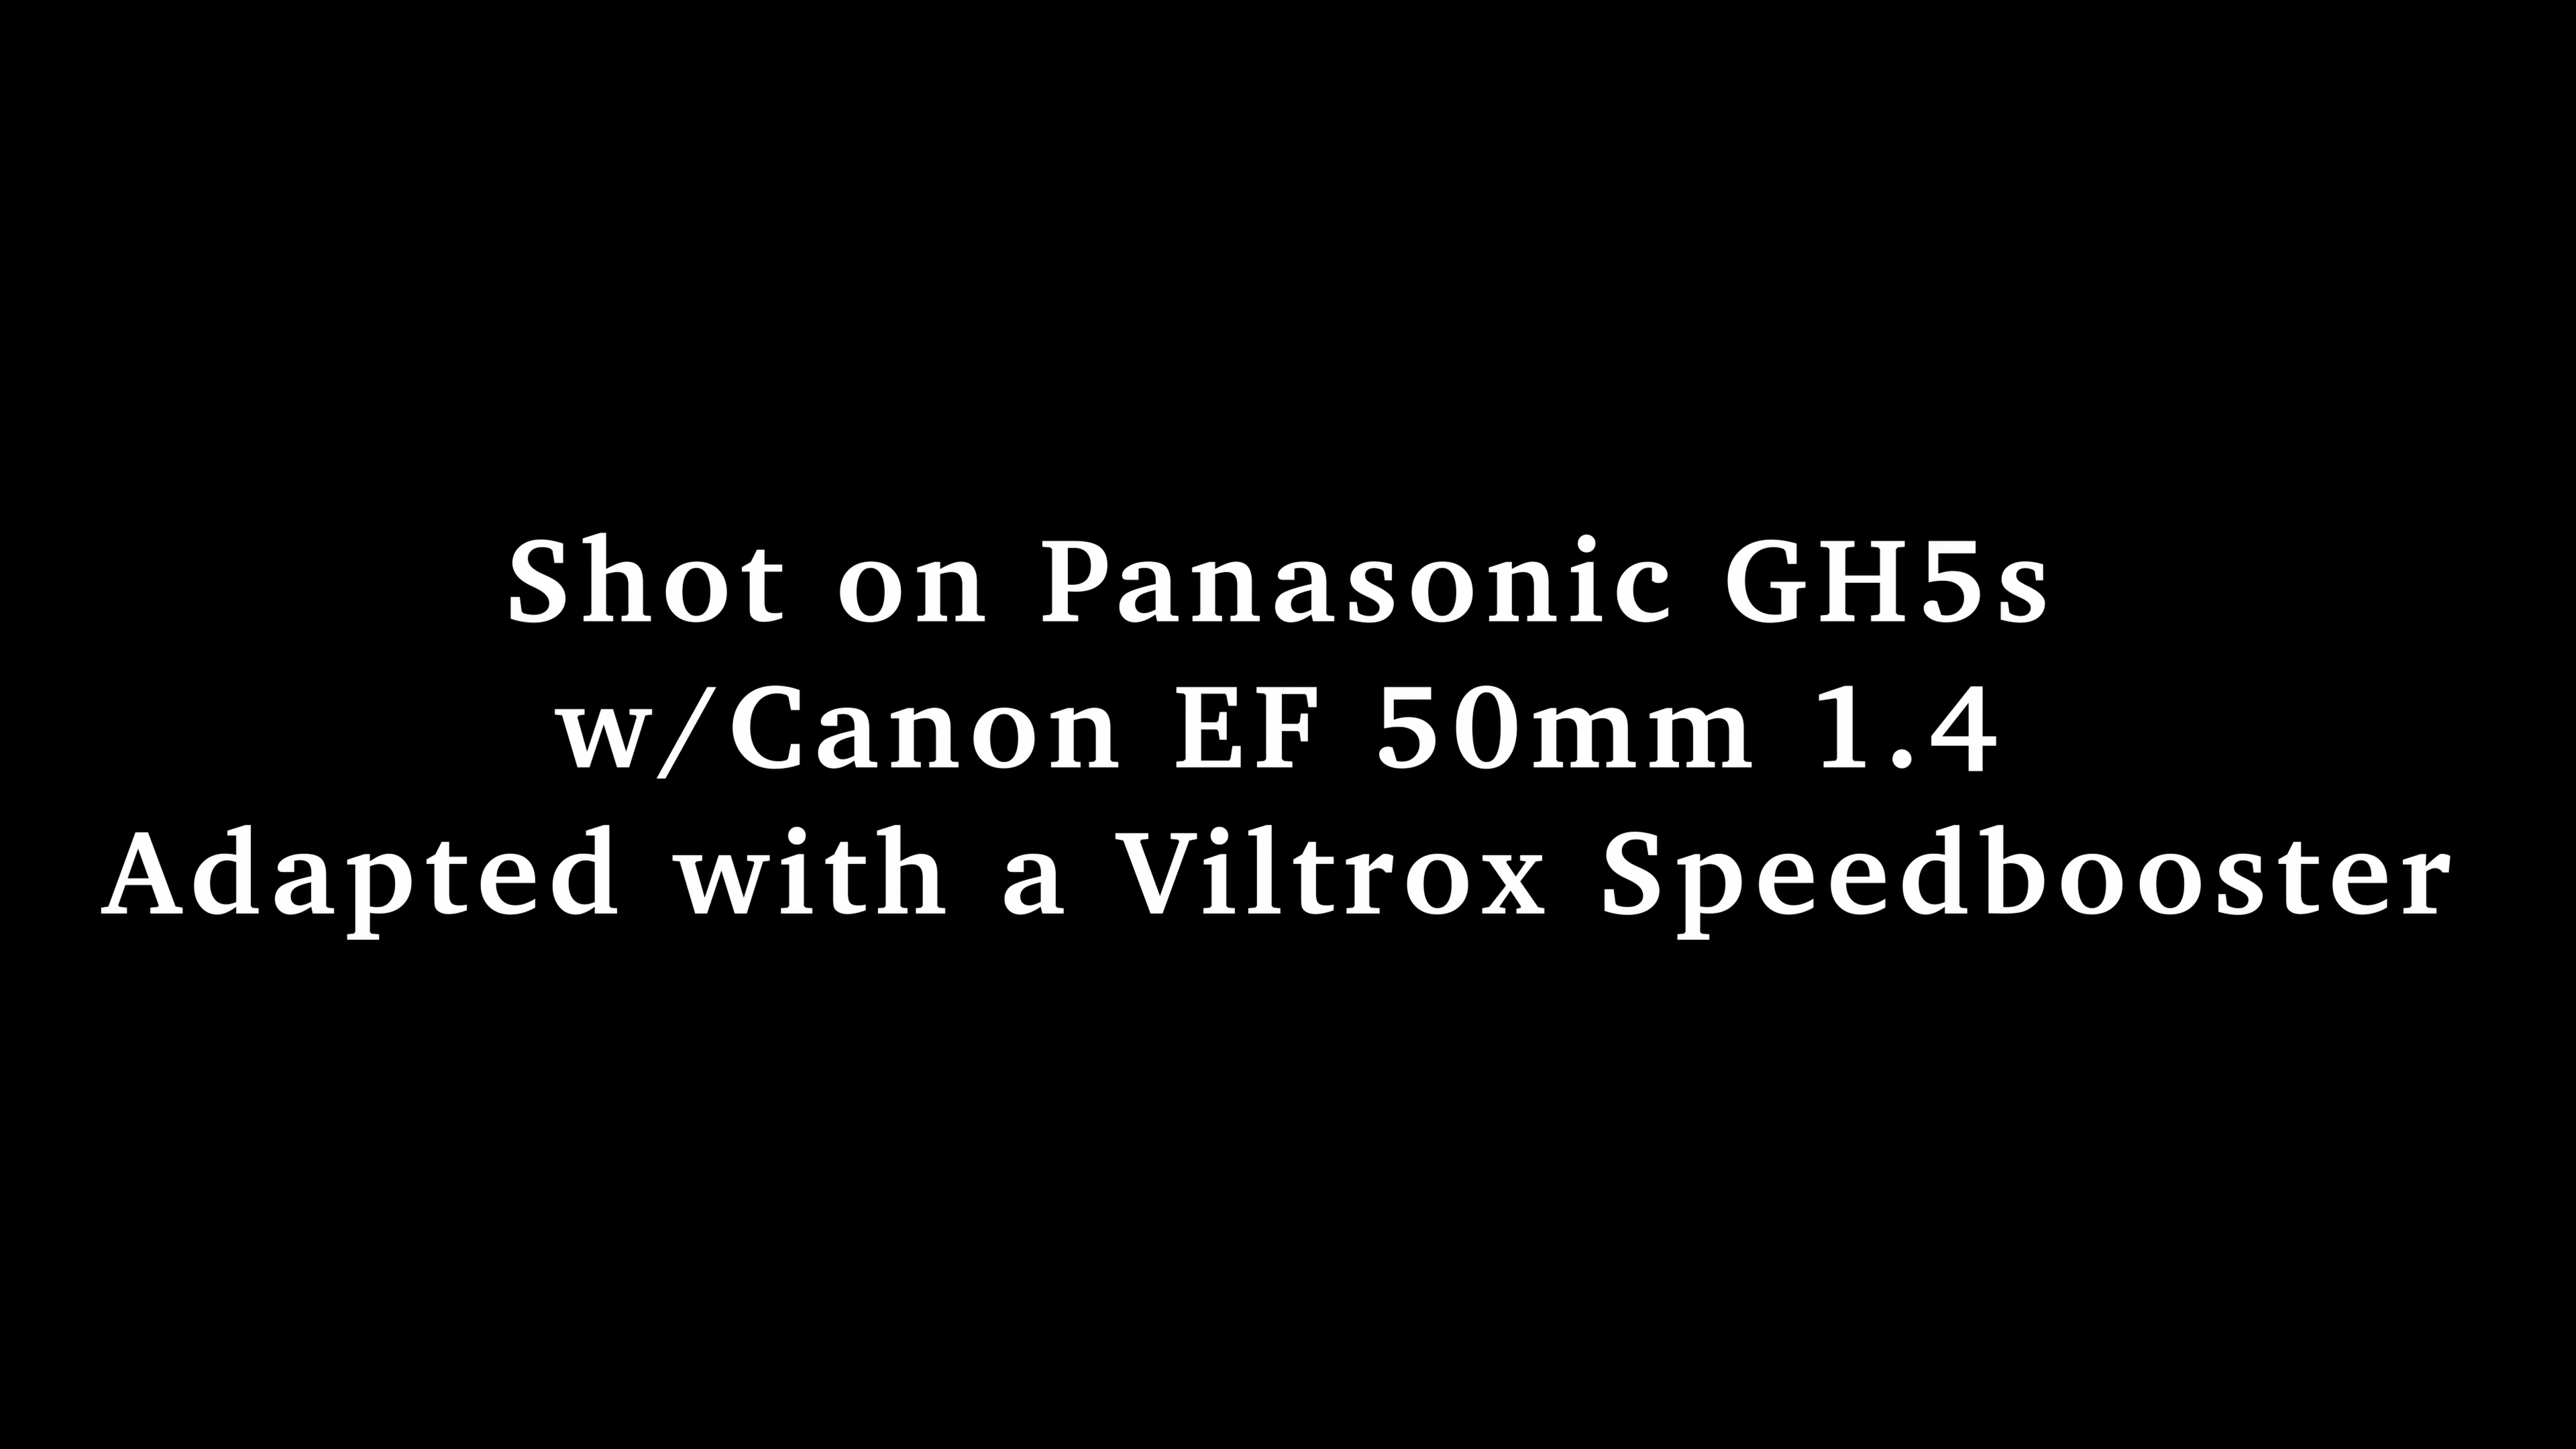 Shot on Panasonic GH5s
w/Canon EF 50mm 1.4
Adapted with a Viltrox Speedbooster